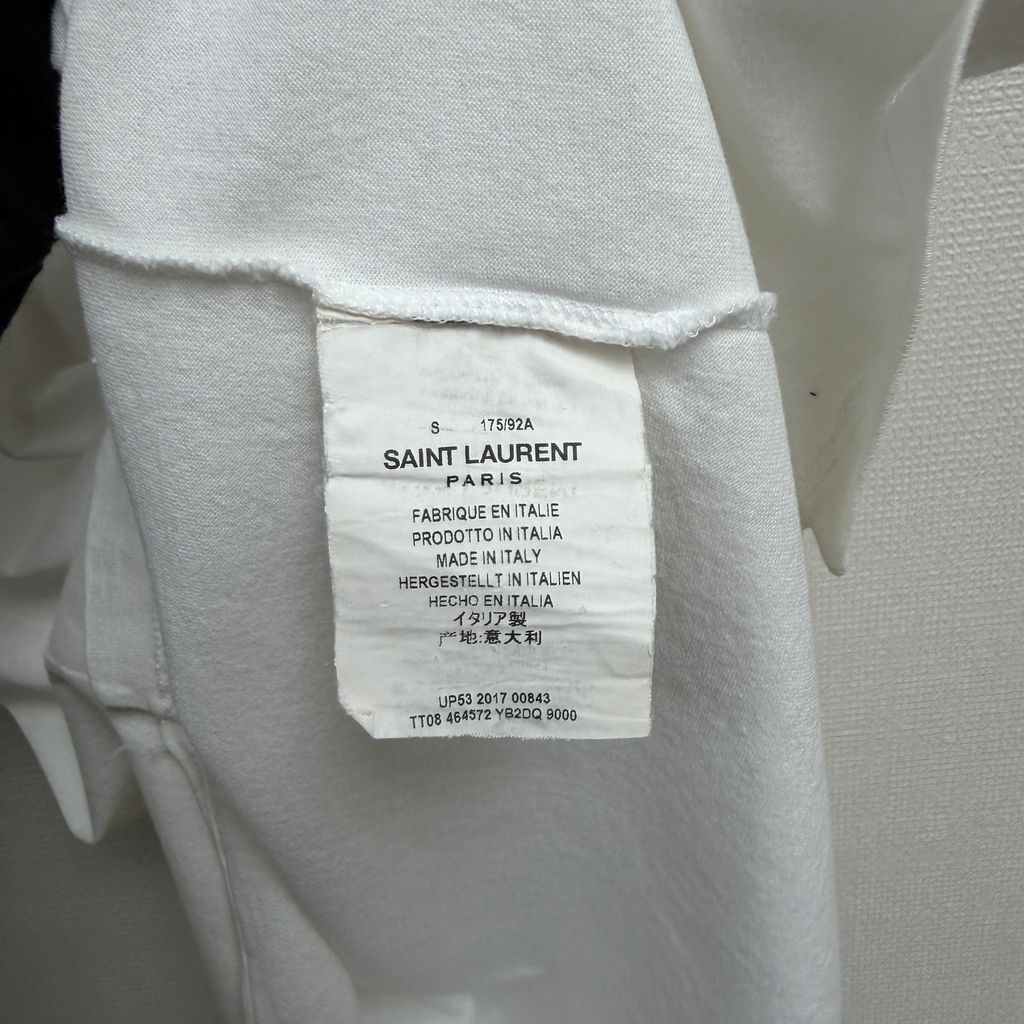 S 175/92A
SAINT LAURENT
PARIS
FABRIQUE EN ITALIE
PRODOTTO IN ITALIA
MADE IN ITALY
HERGESTELLT IN ITALIEN
HECHO EN ITALIA
イタリア製
产地:意大利
UP53 2017 00843
TT08 464572 YB2DQ 9000